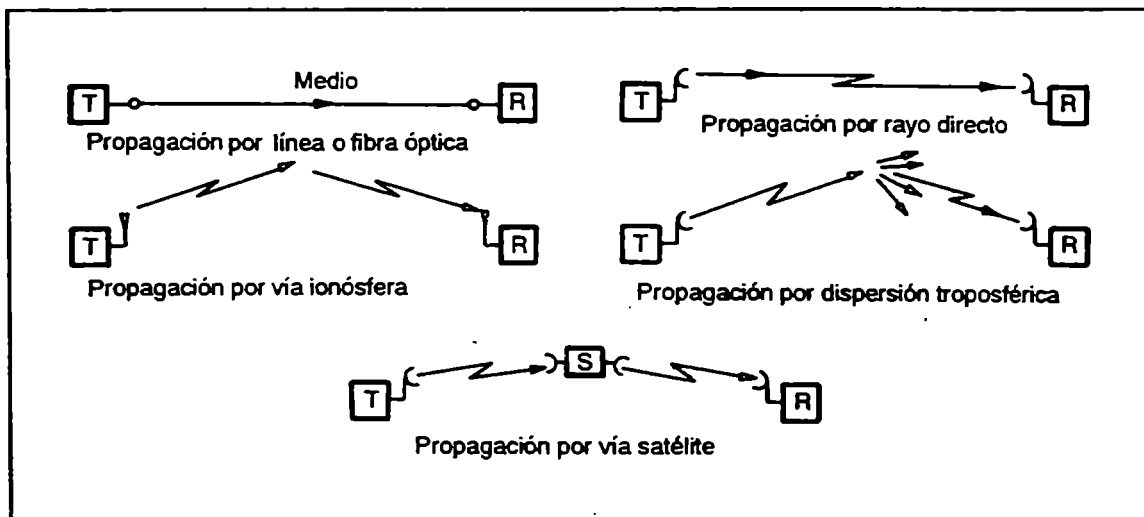 Medio
T
R
Propagación por línea o fibra óptica
T
R
Propagación por rayo directo
T
R
Propagación por vía ionósfera
T
R
Propagación por dispersión troposférica
T
S
R
Propagación por vía satélite